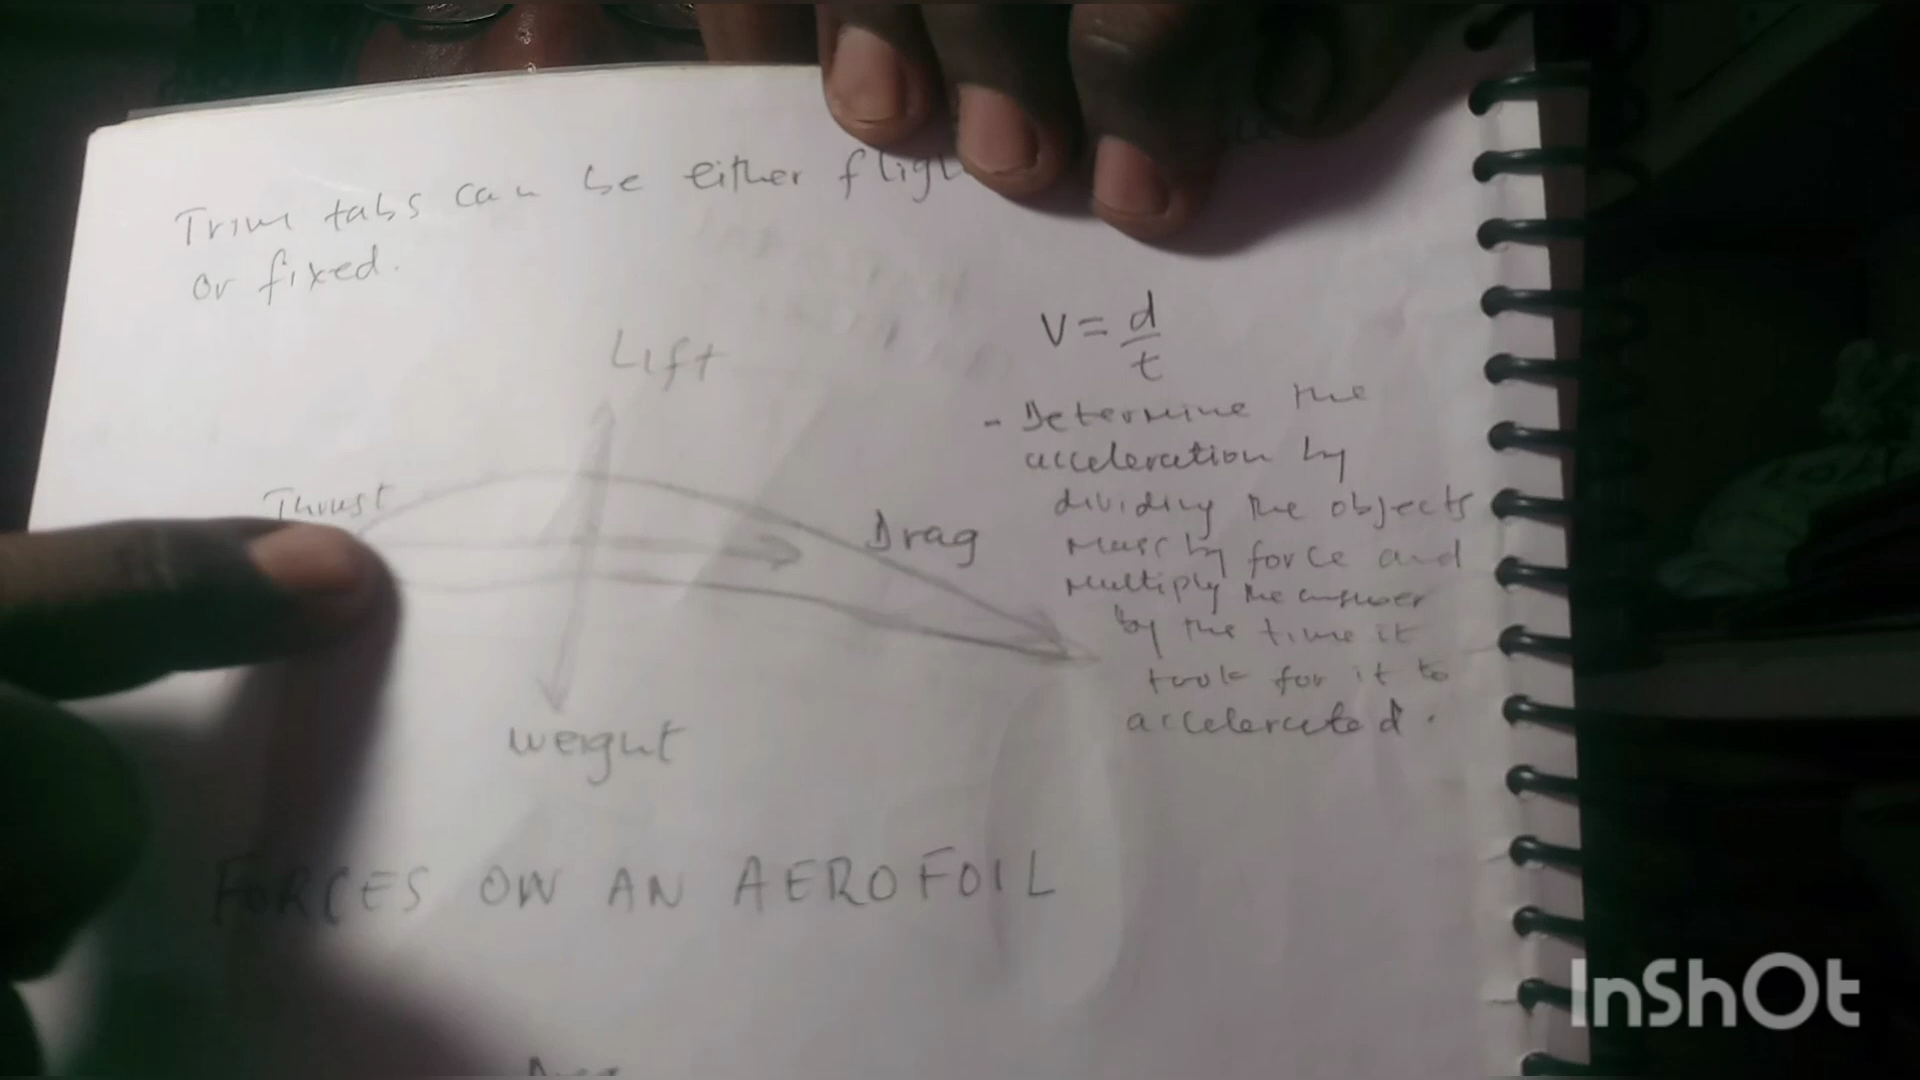 Trim tabs can be either flig
or fixed.
Lift
Thrust
Drag
weight
V = d
t
- Determine the
acceleration by
dividing the objects
mass by force and
multiply the answer
by the time it
took for it to
accelerated.
FORCES ON AN AEROFOIL
InShOt